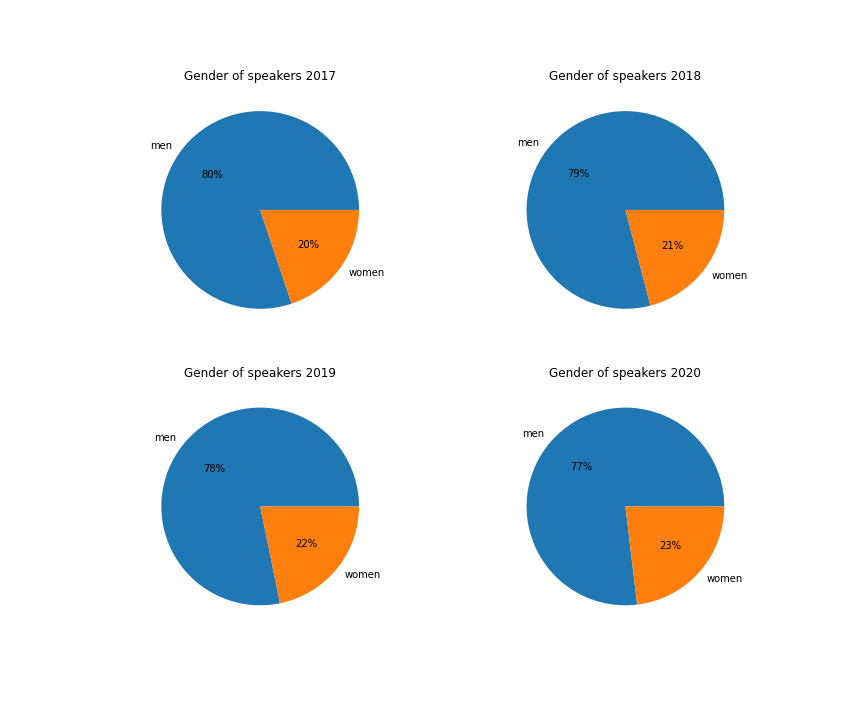 Gender of speakers 2017
men
80%
20%
women
Gender of speakers 2018
men
79%
21%
women
Gender of speakers 2019
men
78%
22%
women
Gender of speakers 2020
men
77%
23%
women